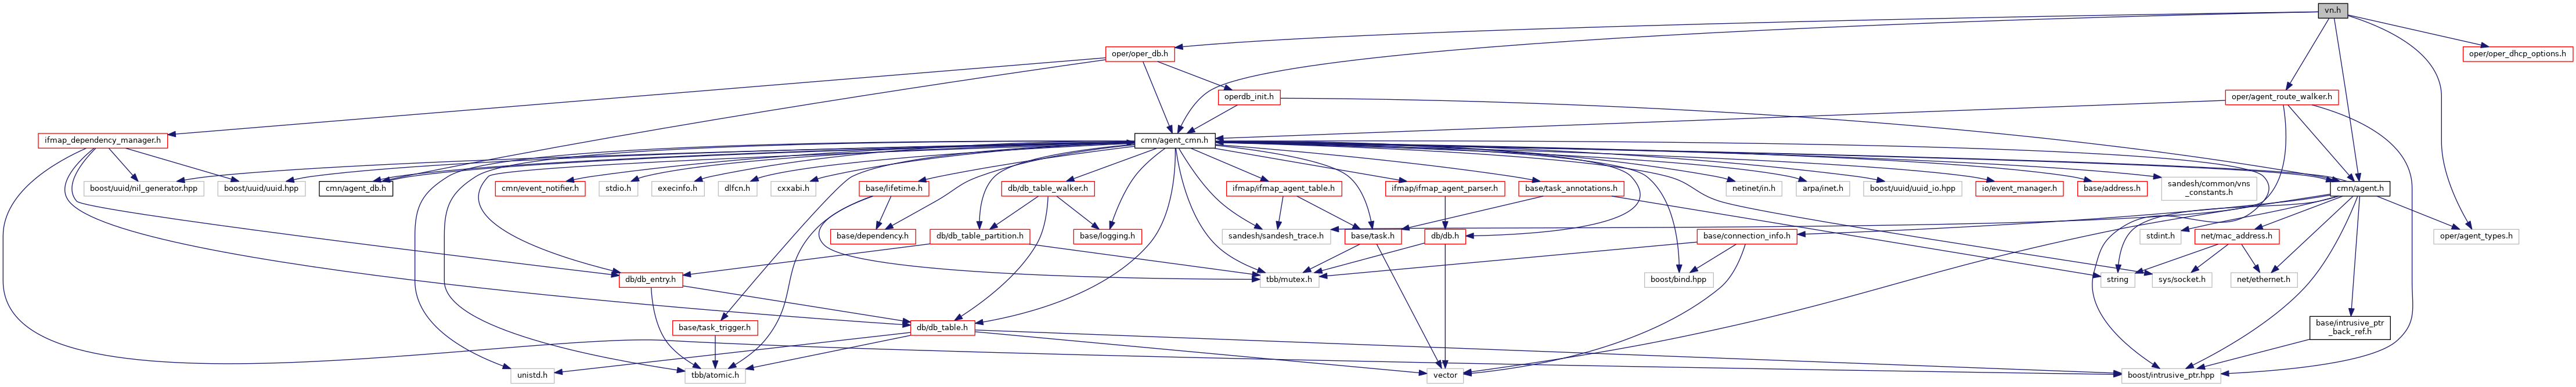 vn.h
oper/oper_db.h
oper/oper_dhcp_options.h
operdb_init.h
oper/agent_route_walker.h
ifmap_dependency_manager.h
cmn/agent_cmn.h
boost/uuid/nil_generator.hpp
boost/uuid/uuid.hpp
cmn/agent_db.h
cmn/event_notifier.h
stdio.h
execinfo.h
dlfcn.h
cxxabi.h
base/lifetime.h
db/db_table_walker.h
ifmap/ifmap_agent_table.h
ifmap/ifmap_agent_parser.h
base/task_annotations.h
netinet/in.h
arpa/inet.h
boost/uuid/uuid_io.hpp
io/event_manager.h
base/address.h
sandesh/common/vns
_constants.h
cmn/agent.h
base/dependency.h
db/db_table_partition.h
base/logging.h
sandesh/sandesh_trace.h
base/task.h
db/db.h
base/connection_info.h
stdint.h
net/mac_address.h
oper/agent_types.h
db/db_entry.h
tbb/mutex.h
boost/bind.hpp
string
sys/socket.h
net/ethernet.h
base/task_trigger.h
db/db_table.h
base/intrusive_ptr
_back_ref.h
unistd.h
tbb/atomic.h
vector
boost/intrusive_ptr.hpp